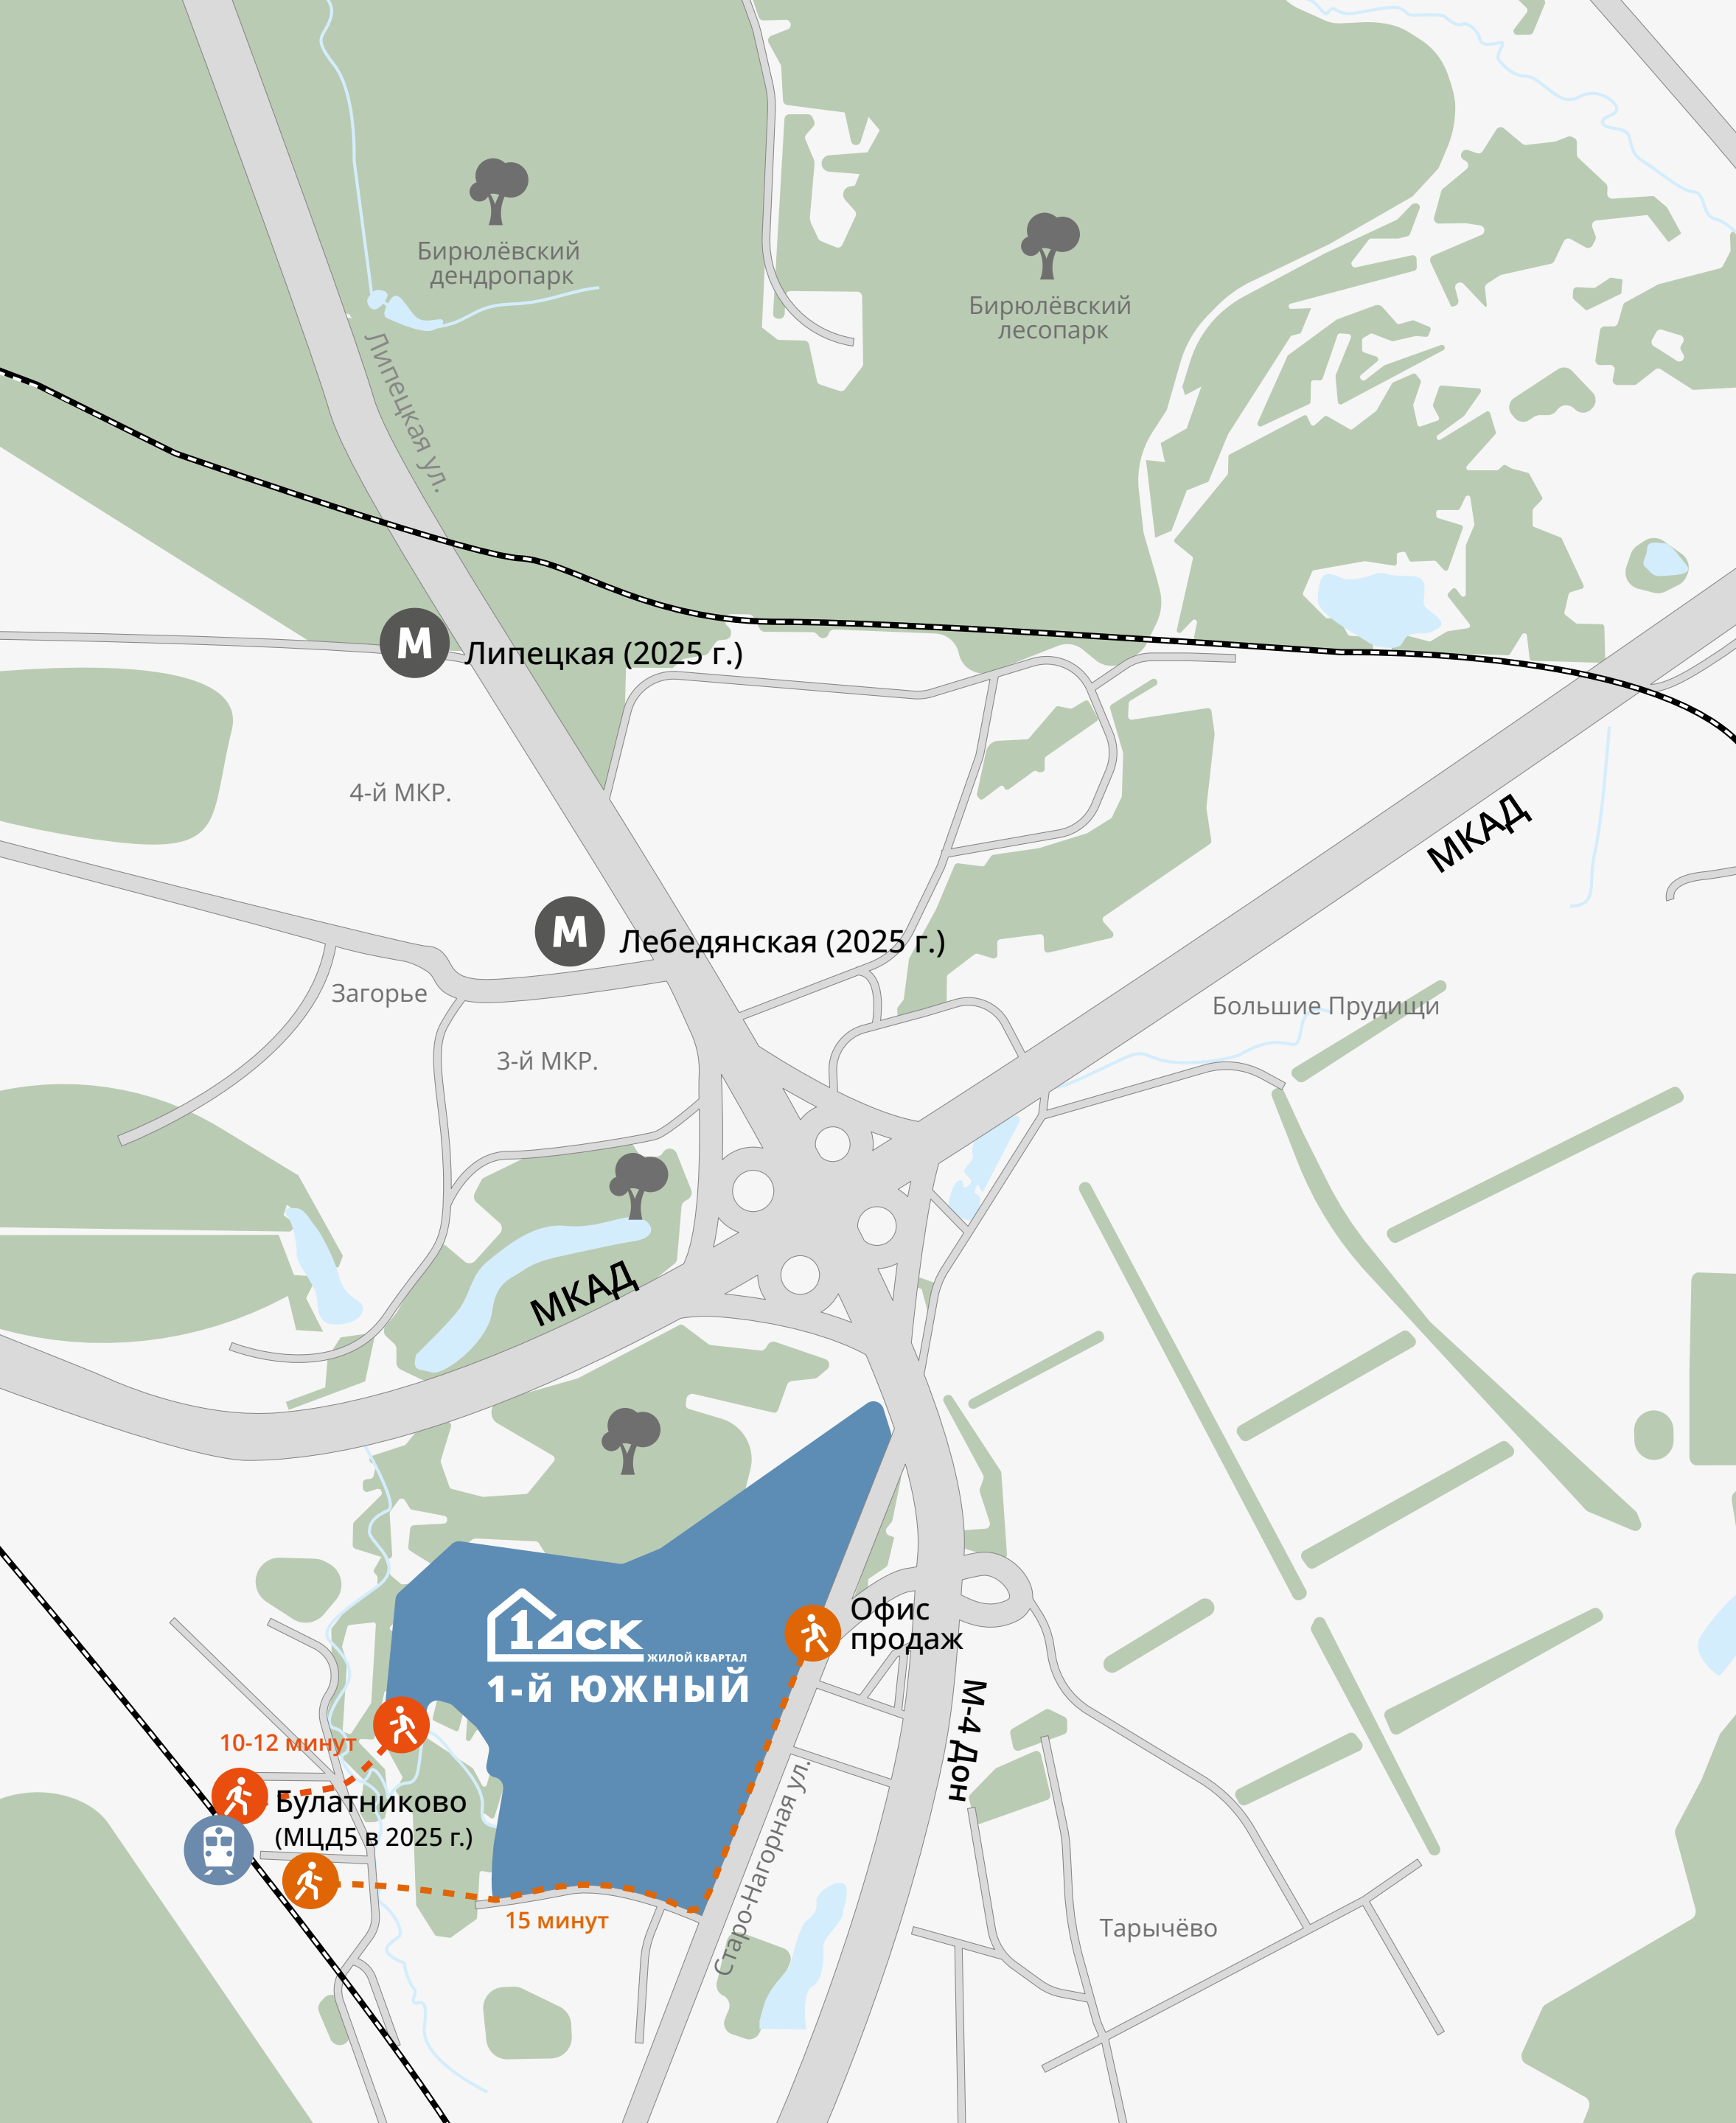 Бирюлёвский
дендропарк
Бирюлёвский
лесопарк
Липецкая ул.
М
Липецкая (2025 г.)
4-й МКР.
МКАД
М
Лебедянская (2025 г.)
Загорье
Большие Прудищи
3-й МКР.
МКАД
1ДСК
ЖИЛОЙ КВАРТАЛ
1-й ЮЖНЫЙ
Офис
продаж
М-4 Дон
10-12 минут
Булатниково
(МЦД5 в 2025 г.)
Старо-Нагорная ул.
15 минут
Тарычёво